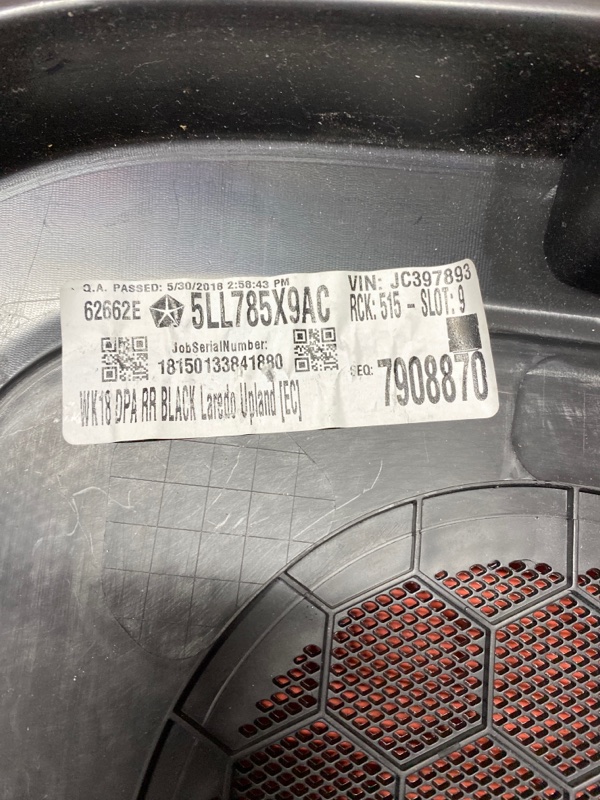 Q.A. PASSED: 5/30/2018 2:58:43 PM
VIN: JC397893
62662E 5LL785X9AC RCK: 515 - SLOT: 9
JobSerialNumber:
18150133841880
SEQ: 7908870
WK18 DPA RR BLACK Laredo Upland [EC]